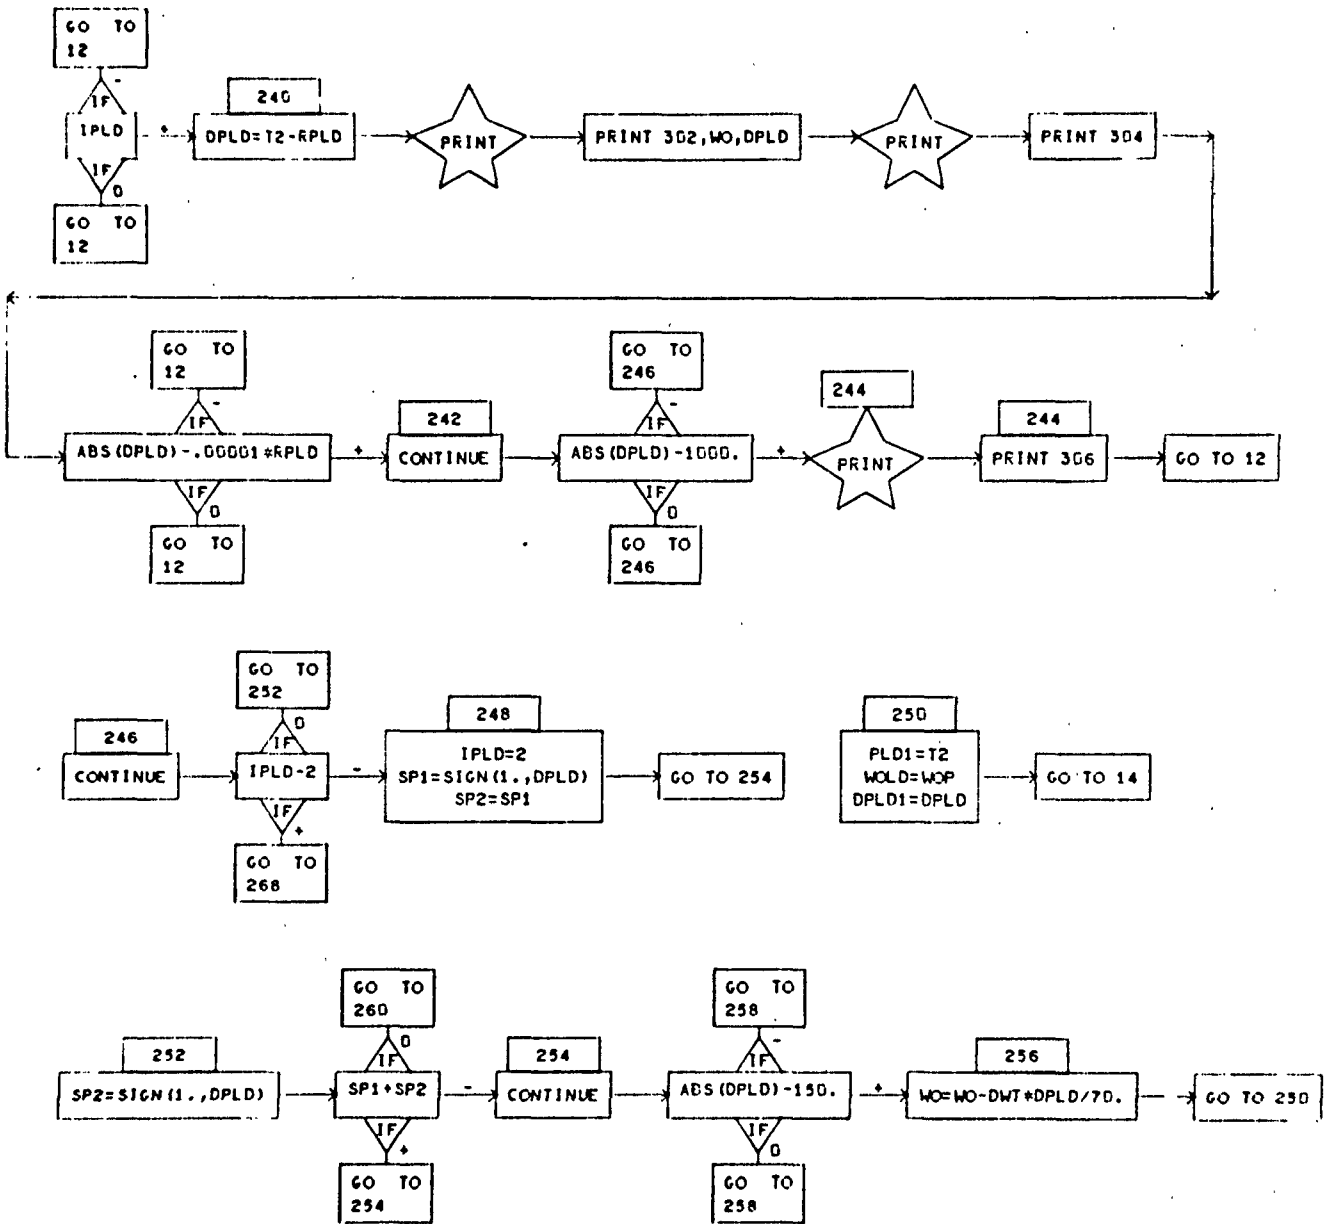 GO TO
12
-
IF
IPLD
+
IF
0
GO TO
12
240
DPLD=T2-RPLD
PRINT
PRINT 302,WO,DPLD
PRINT
PRINT 304
GO TO
12
-
IF
ABS(DPLD)-.00001*RPLD
+
IF
0
GO TO
12
242
CONTINUE
GO TO
246
-
IF
ABS(DPLD)-1000.
+
IF
0
GO TO
246
244
PRINT
244
PRINT 306
GO TO 12
246
CONTINUE
GO TO
252
0
IF
IPLD-2
-
IF
+
GO TO
268
248
IPLD=2
SP1=SIGN(1.,DPLD)
SP2=SP1
GO TO 254
250
PLD1=T2
WOLD=WOP
DPLD1=DPLD
GO TO 14
252
SP2=SIGN(1.,DPLD)
GO TO
260
0
IF
SP1+SP2
-
IF
+
GO TO
254
254
CONTINUE
GO TO
258
-
IF
ABS(DPLD)-150.
+
IF
0
GO TO
258
256
WO=WO-DWT*DPLD/70.
GO TO 250